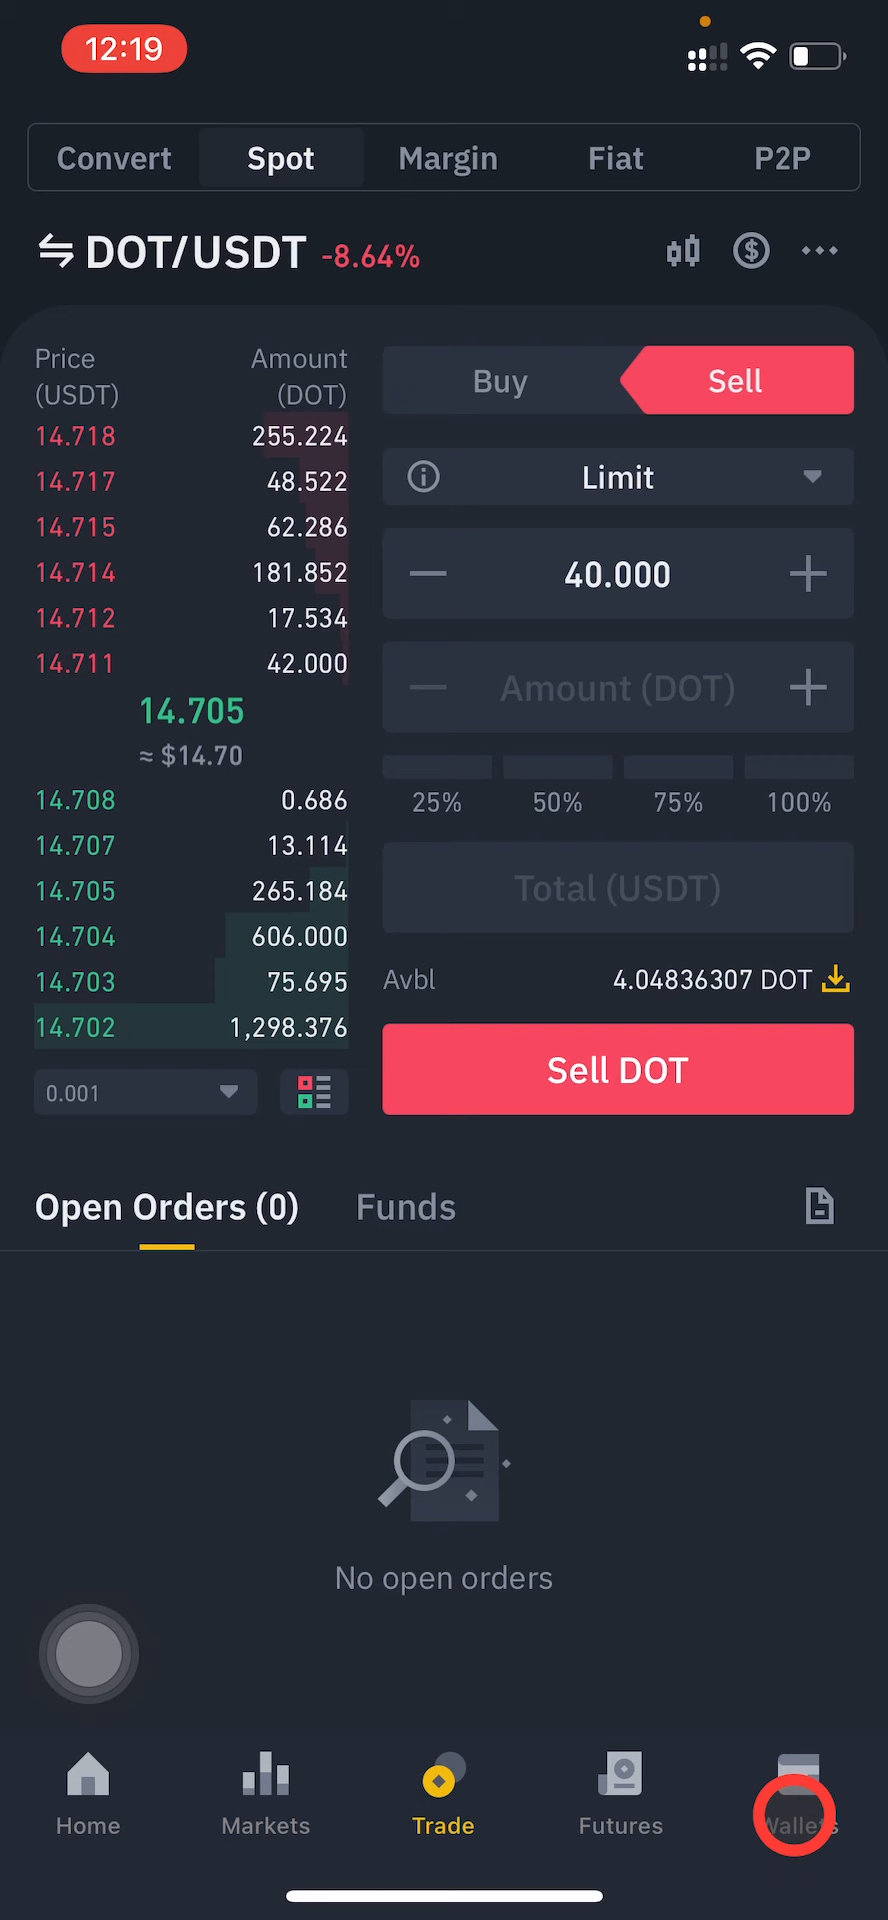 12:19
Convert Spot Margin Fiat P2P
DOT/USDT -8.64%
Price Amount
(USDT) (DOT)
14.718 255.224
14.717 48.522
14.715 62.286
14.714 181.852
14.712 17.534
14.711 42.000
14.705
≈ $14.70
14.708 0.686
14.707 13.114
14.705 265.184
14.704 606.000
14.703 75.695
14.702 1,298.376
0.001
Buy Sell
Limit
40.000
Amount (DOT)
25% 50% 75% 100%
Total (USDT)
Avbl 4.04836307 DOT
Sell DOT
Open Orders (0) Funds
No open orders
Home Markets Trade Futures Wallets